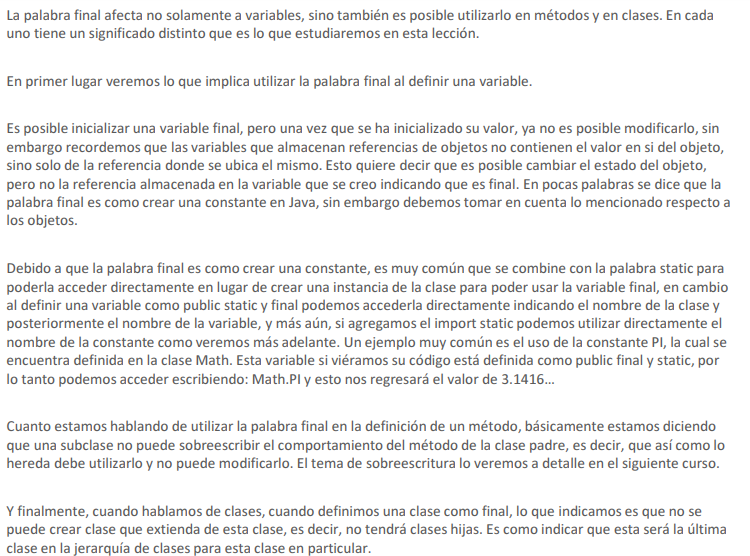 La palabra final afecta no solamente a variables, sino también es posible utilizarlo en métodos y en clases. En cada
uno tiene un significado distinto que es lo que estudiaremos en esta lección.
En primer lugar veremos lo que implica utilizar la palabra final al definir una variable.
Es posible inicializar una variable final, pero una vez que se ha inicializado su valor, ya no es posible modificarlo, sin
embargo recordemos que las variables que almacenan referencias de objetos no contienen el valor en si del objeto,
sino solo de la referencia donde se ubica el mismo. Esto quiere decir que es posible cambiar el estado del objeto,
pero no la referencia almacenada en la variable que se creo indicando que es final. En pocas palabras se dice que la
palabra final es como crear una constante en Java, sin embargo debemos tomar en cuenta lo mencionado respecto a
los objetos.
Debido a que la palabra final es como crear una constante, es muy común que se combine con la palabra static para
poderla acceder directamente en lugar de crear una instancia de la clase para poder usar la variable final, en cambio
al definir una variable como public static y final podemos accederla directamente indicando el nombre de la clase y
posteriormente el nombre de la variable, y más aún, si agregamos el import static podemos utilizar directamente el
nombre de la constante como veremos más adelante. Un ejemplo muy común es el uso de la constante PI, la cual se
encuentra definida en la clase Math. Esta variable si viéramos su código está definida como public final y static, por
lo tanto podemos acceder escribiendo: Math.PI y esto nos regresará el valor de 3.1416…
Cuanto estamos hablando de utilizar la palabra final en la definición de un método, básicamente estamos diciendo
que una subclase no puede sobreescribir el comportamiento del método de la clase padre, es decir, que así como lo
hereda debe utilizarlo y no puede modificarlo. El tema de sobreescritura lo veremos a detalle en el siguiente curso.
Y finalmente, cuando hablamos de clases, cuando definimos una clase como final, lo que indicamos es que no se
puede crear clase que extienda de esta clase, es decir, no tendrá clases hijas. Es como indicar que esta será la última
clase en la jerarquía de clases para esta clase en particular.